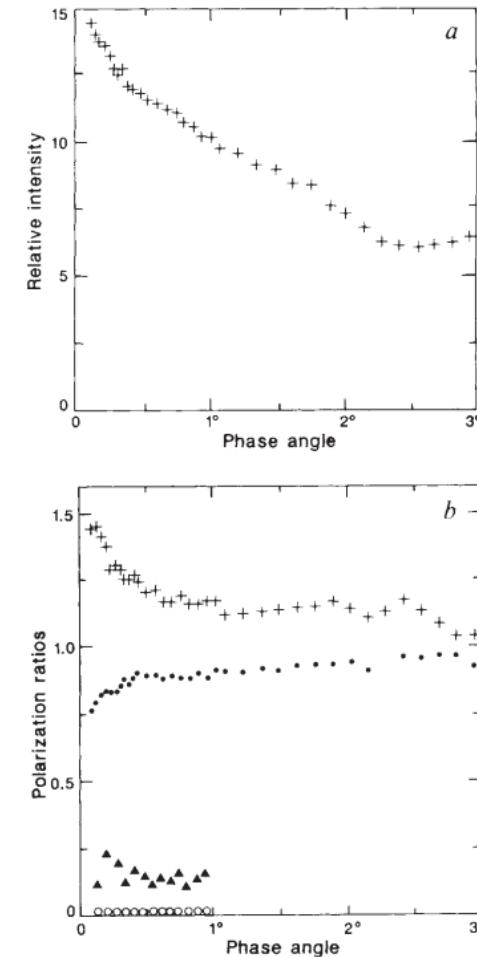 a
15
10
5
0
Relative intensity
0 1° 2° 3°
Phase angle
b
1.5
1.0
0.5
0
Polarization ratios
0 1° 2° 3
Phase angle